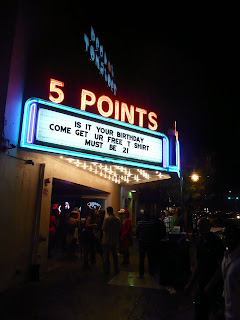 5 POINTS
IS IT YOUR BIRTHDAY
COME GET UR FREE T SHIRT
MUST BE 21